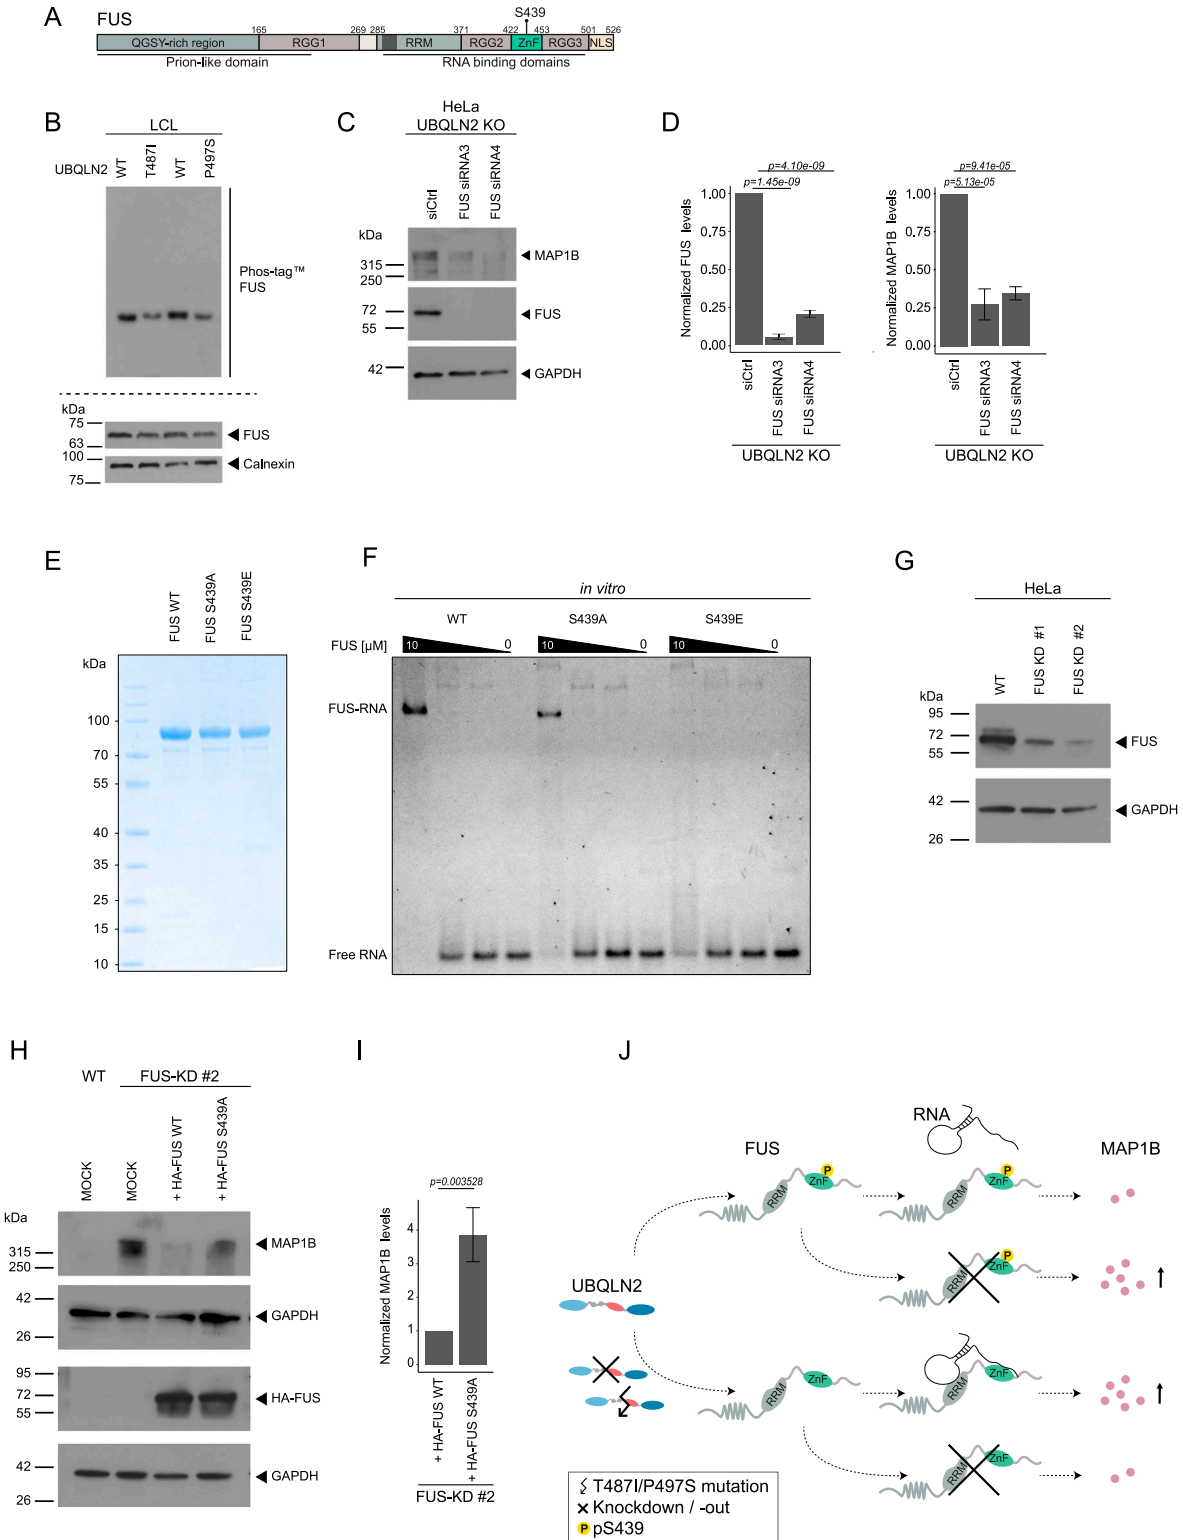 A
FUS
S439
165 269 285 371 422 453 501 526
QGSY-rich region RGG1 RRM RGG2 ZnF RGG3 NLS
Prion-like domain RNA binding domains
B
LCL
UBQLN2 WT T487I WT P497S
Phos-tag™
FUS
kDa
75
63
FUS
100
75
Calnexin
C
HeLa
UBQLN2 KO
siCtrl FUS siRNA3 FUS siRNA4
kDa
315
250
MAP1B
72
55
FUS
42
GAPDH
D
p=4.10e-09
p=1.45e-09
Normalized FUS levels
1.00
0.75
0.50
0.25
0.00
siCtrl FUS siRNA3 FUS siRNA4
UBQLN2 KO
p=9.41e-05
p=5.13e-05
Normalized MAP1B levels
1.00
0.75
0.50
0.25
0.00
siCtrl FUS siRNA3 FUS siRNA4
UBQLN2 KO
E
FUS WT FUS S439A FUS S439E
kDa
100
70
55
40
35
25
15
10
F
in vitro
WT S439A S439E
FUS [µM] 10 0 10 0 10 0
FUS-RNA
Free RNA
G
HeLa
WT FUS KD #1 FUS KD #2
kDa
95
72
55
FUS
42
26
GAPDH
H
WT FUS-KD #2
MOCK MOCK + HA-FUS WT + HA-FUS S439A
kDa
315
250
MAP1B
42
26
GAPDH
95
72
55
HA-FUS
42
26
GAPDH
I
p=0.003528
Normalized MAP1B levels
4
3
2
1
0
+ HA-FUS WT + HA-FUS S439A
FUS-KD #2
J
RNA
FUS MAP1B
RRM ZnF P RRM ZnF P
RRM ZnF P
UBQLN2
RRM ZnF RRM ZnF
RRM ZnF
T487I/P497S mutation
Knockdown / -out
P pS439